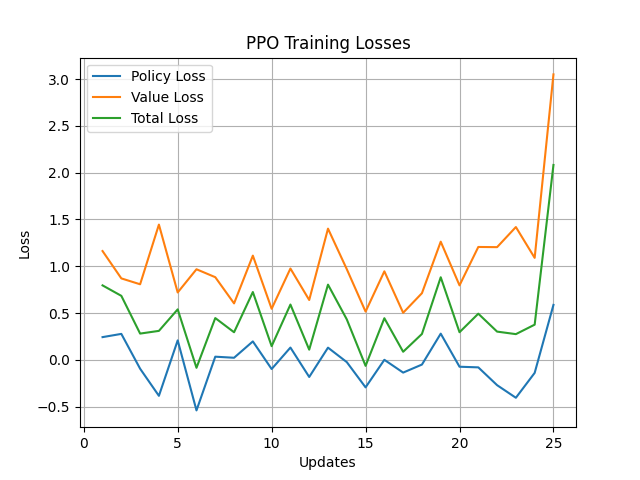 PPO Training Losses
Policy Loss
Value Loss
Total Loss
3.0
2.5
2.0
1.5
1.0
0.5
0.0
−0.5
Loss
0 5 10 15 20 25
Updates